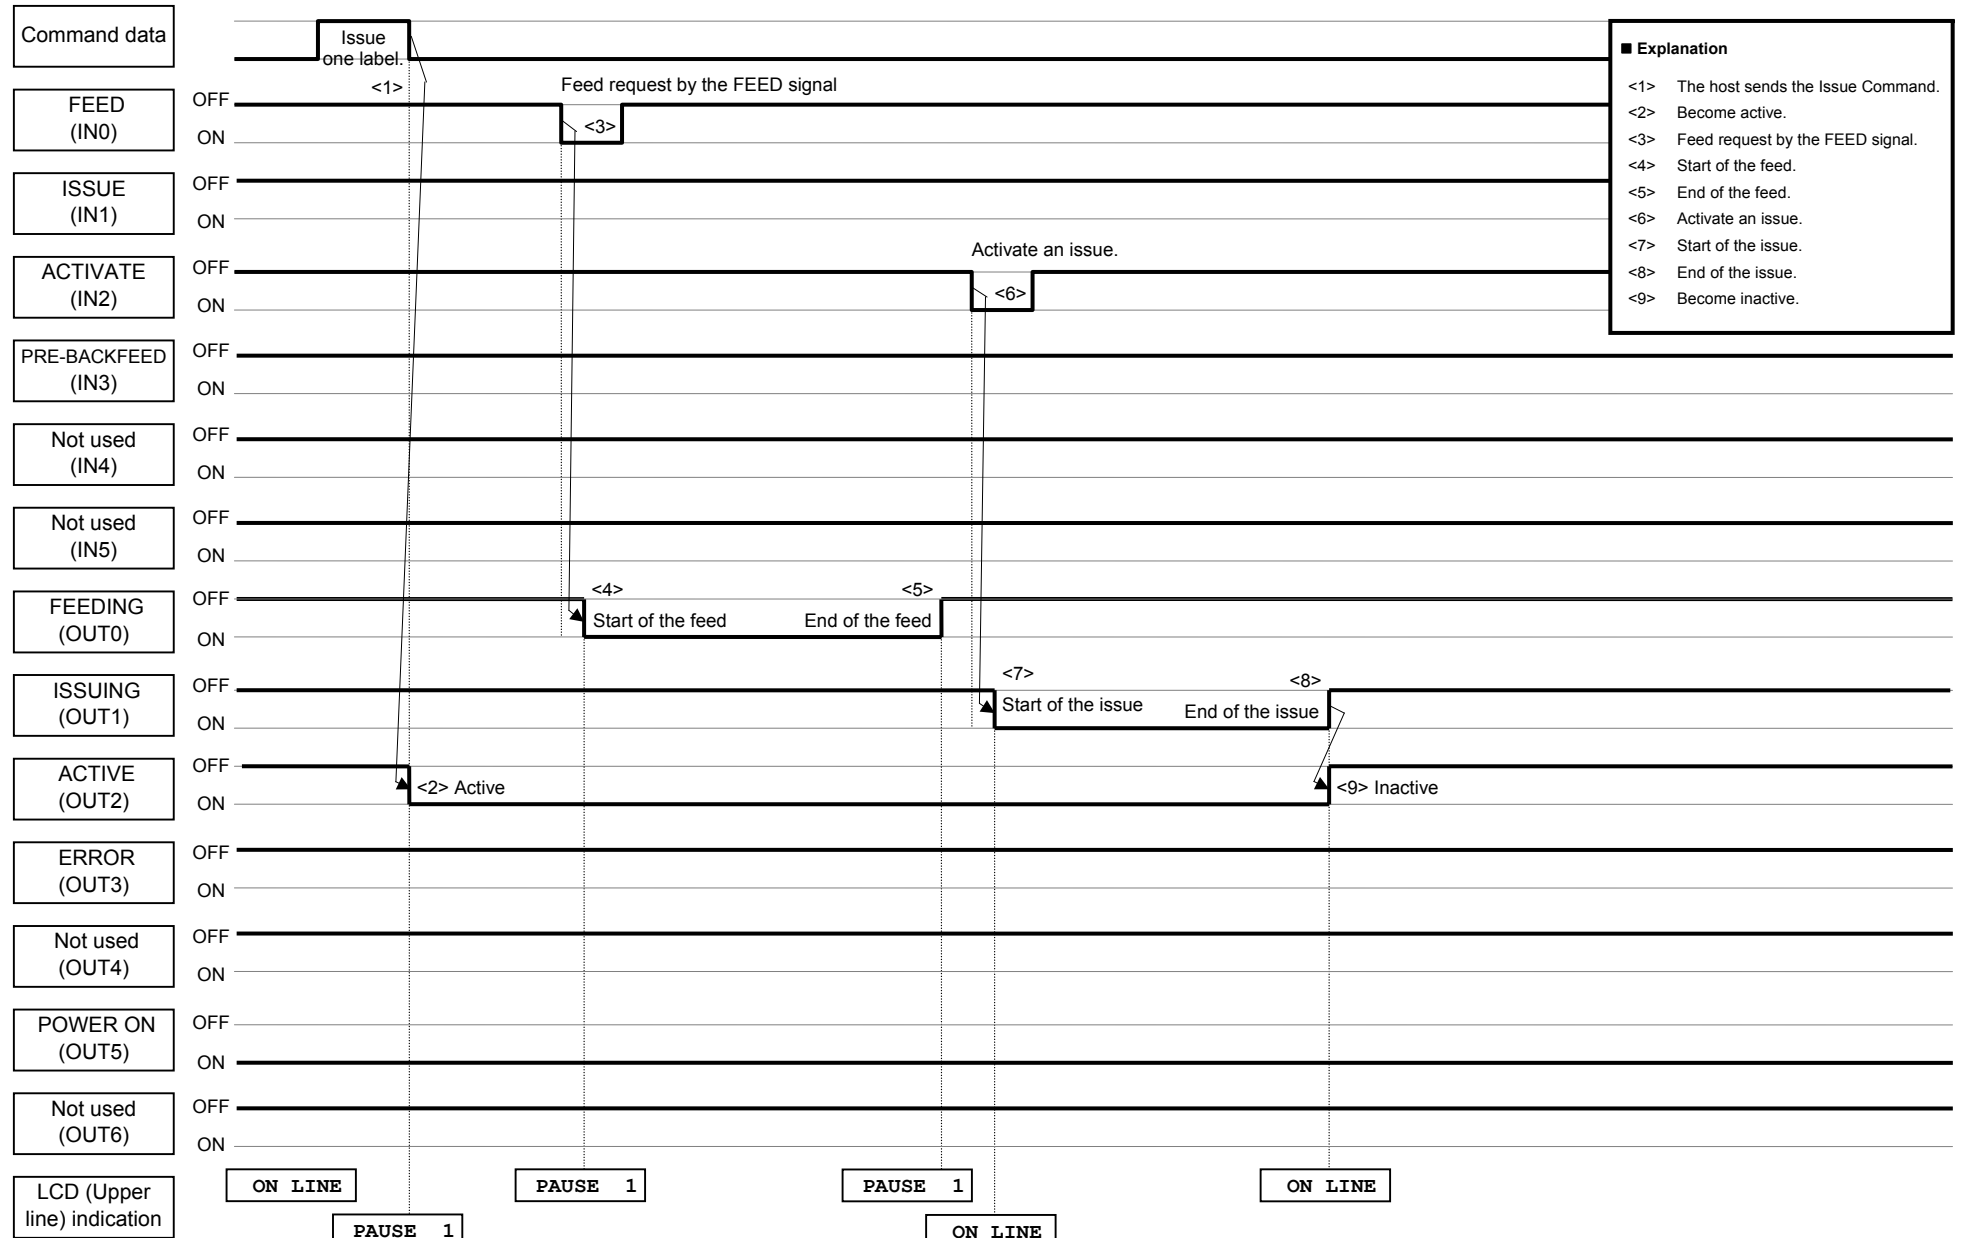 Command data
Issue
one label.
<1>
Feed request by the FEED signal
FEED
(IN0)
OFF
ON
<3>
ISSUE
(IN1)
OFF
ON
Activate an issue.
ACTIVATE
(IN2)
OFF
ON
<6>
PRE-BACKFEED
(IN3)
OFF
ON
Not used
(IN4)
OFF
ON
Not used
(IN5)
OFF
ON
FEEDING
(OUT0)
OFF
ON
<4>
<5>
Start of the feed
End of the feed
ISSUING
(OUT1)
OFF
ON
<7>
<8>
Start of the issue
End of the issue
ACTIVE
(OUT2)
OFF
ON
<2> Active
<9> Inactive
ERROR
(OUT3)
OFF
ON
Not used
(OUT4)
OFF
ON
POWER ON
(OUT5)
OFF
ON
Not used
(OUT6)
OFF
ON
LCD (Upper
line) indication
ON LINE
PAUSE 1
PAUSE 1
PAUSE 1
ON LINE
ON LINE
■ Explanation
<1> The host sends the Issue Command.
<2> Become active.
<3> Feed request by the FEED signal.
<4> Start of the feed.
<5> End of the feed.
<6> Activate an issue.
<7> Start of the issue.
<8> End of the issue.
<9> Become inactive.